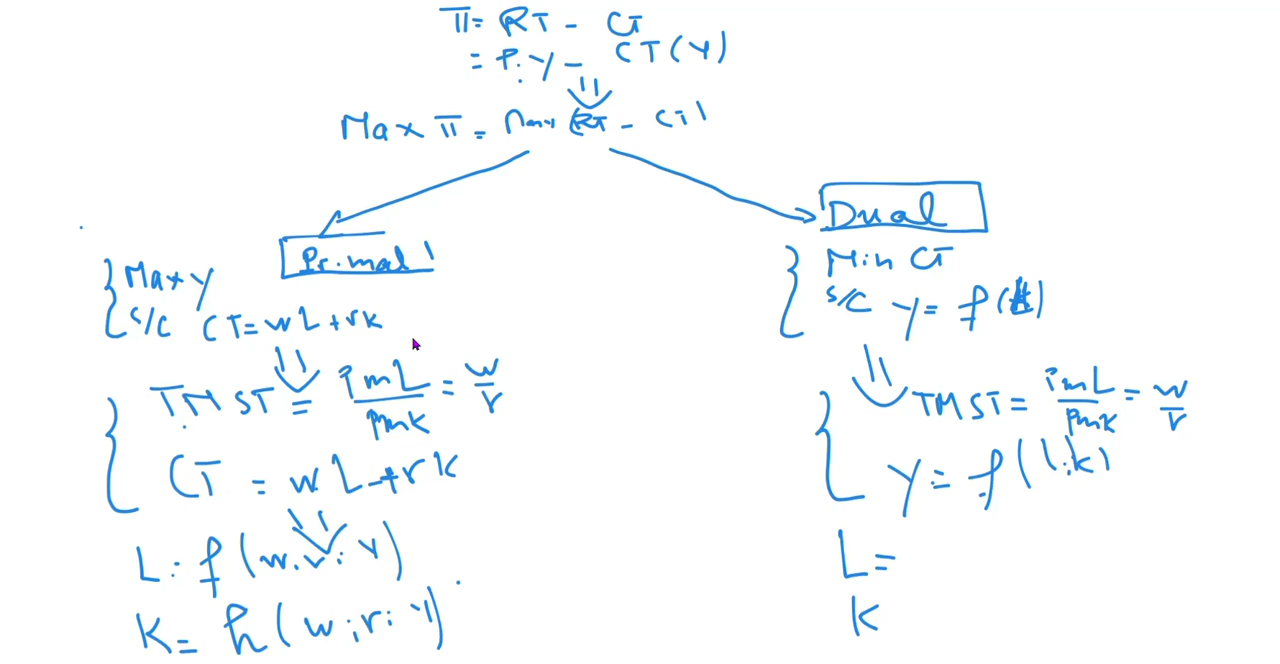 Π = RT - CT
= P.Y - CT(Y)
Max Π = Max (RT - CT)
Primal
Max Y
S/C CT = wL + rK
TMST = PmL/PmK = w/r
CT = wL + rK
L = f(w, r, Y)
K = h(w; r; Y)
Dual
Min CT
S/C Y = f( )
TMST = PmL/PmK = w/r
Y = f(L; K)
L =
K